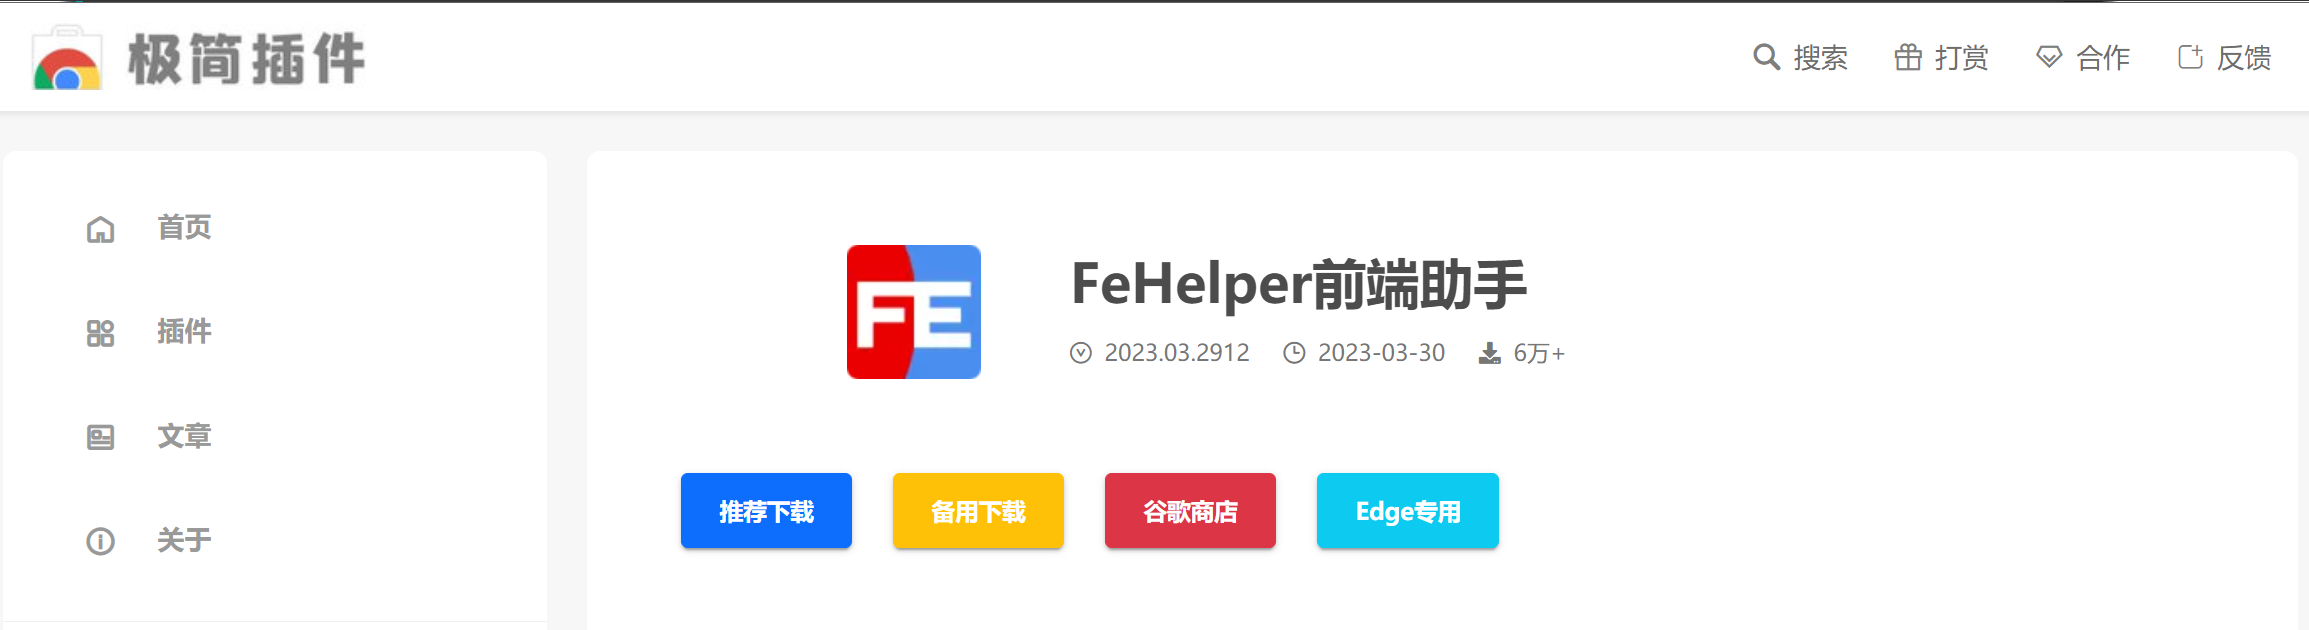 极简插件
搜索 打赏 合作 反馈
首页
插件
文章
关于
FE
FeHelper前端助手
2023.03.2912 2023-03-30 6万+
推荐下载 备用下载 谷歌商店 Edge专用